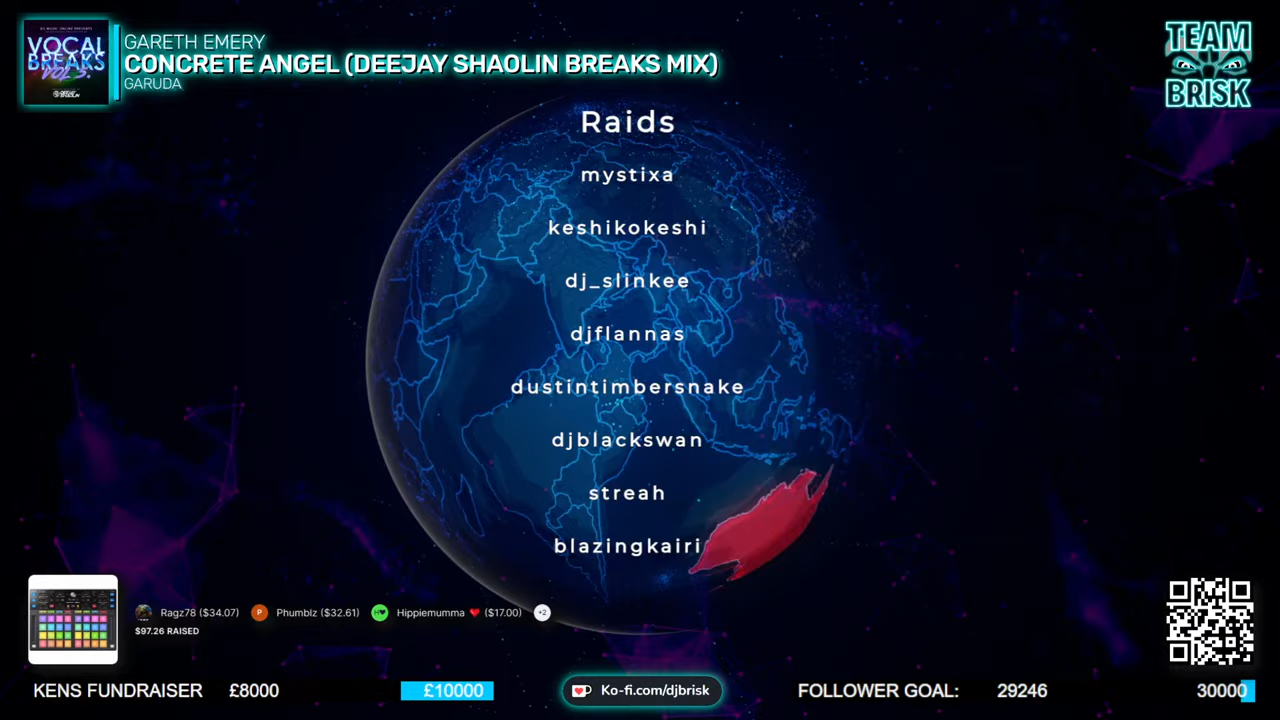 VOCAL
BREAKS
VOL 5.
GARETH EMERY
CONCRETE ANGEL (DEEJAY SHAOLIN BREAKS MIX)
GARUDA
TEAM
BRISK
Raids
mystixa
keshikokeshi
dj_slinkee
djflannas
dustintimbersnake
djblackswan
streah
blazingkairi
Ragz78 ($34.07) P Phumblz ($32.61) H Hippiemumma ❤ ($17.00) +2
$97.26 RAISED
KENS FUNDRAISER £8000 £10000 Ko-fi.com/djbrisk FOLLOWER GOAL: 29246 30000